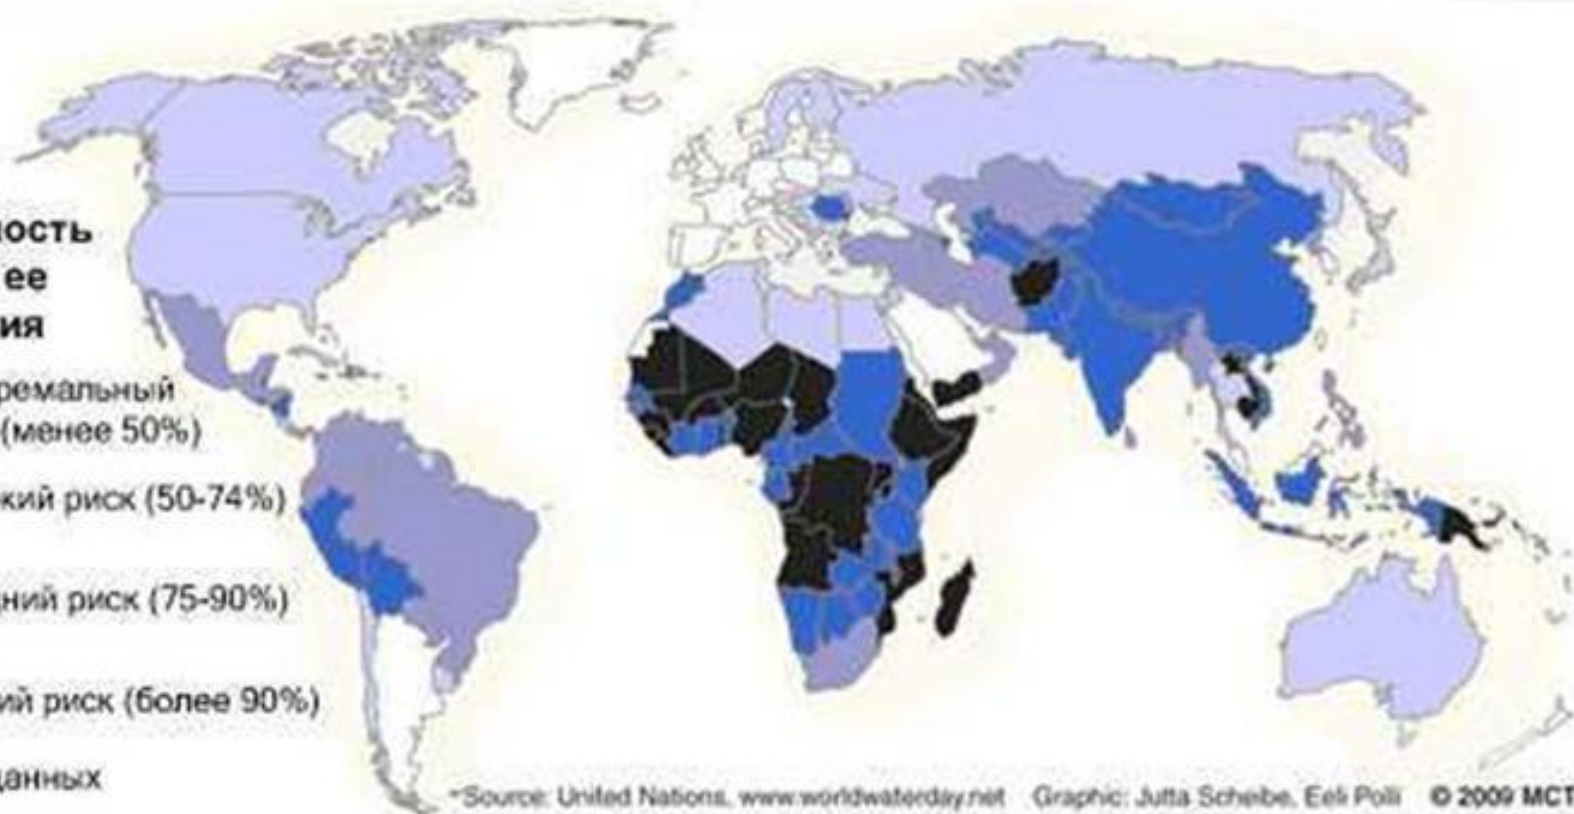 ность
ее
ия
ремальный
(менее 50%)
кий риск (50-74%)
ний риск (75-90%)
ий риск (более 90%)
данных
*Source: United Nations, www.worldwaterday.net Graphic: Jutta Scheibe, Eeli Polli © 2009 MCT